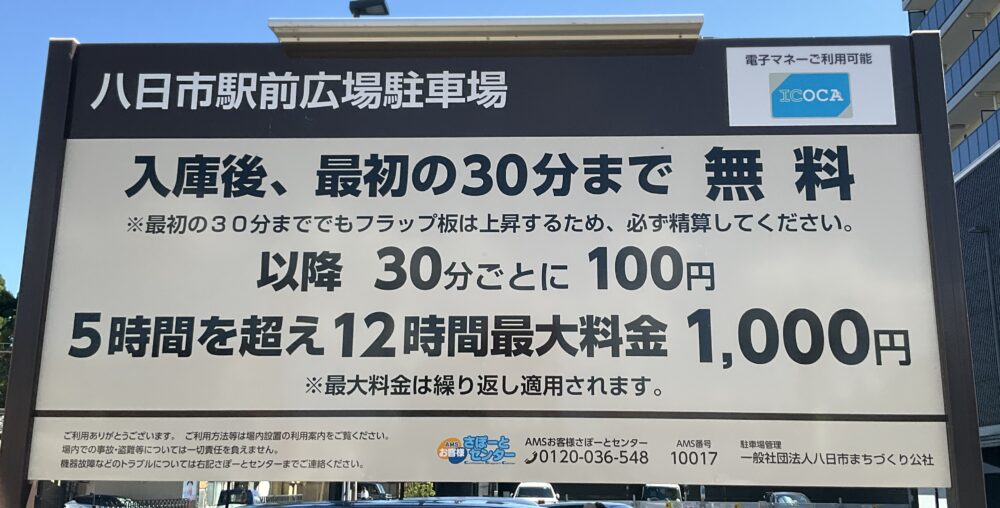 八日市駅前広場駐車場
電子マネーご利用可能
ICOCA
入庫後、最初の30分まで 無料
※最初の30分まででもフラップ板は上昇するため、必ず精算してください。
以降 30分ごとに 100円
5時間を超え12時間最大料金 1,000円
※最大料金は繰り返し適用されます。
ご利用ありがとうございます。 ご利用方法等は場内設置の利用案内をご覧ください。
場内での事故・盗難等については一切責任を負えません。
機器故障などのトラブルについては右記さぽーとセンターまでご連絡ください。
AMS お客様 さぽーとセンター
AMSお客様さぽーとセンター
0120-036-548
AMS番号
10017
駐車場管理
一般社団法人八日市まちづくり公社